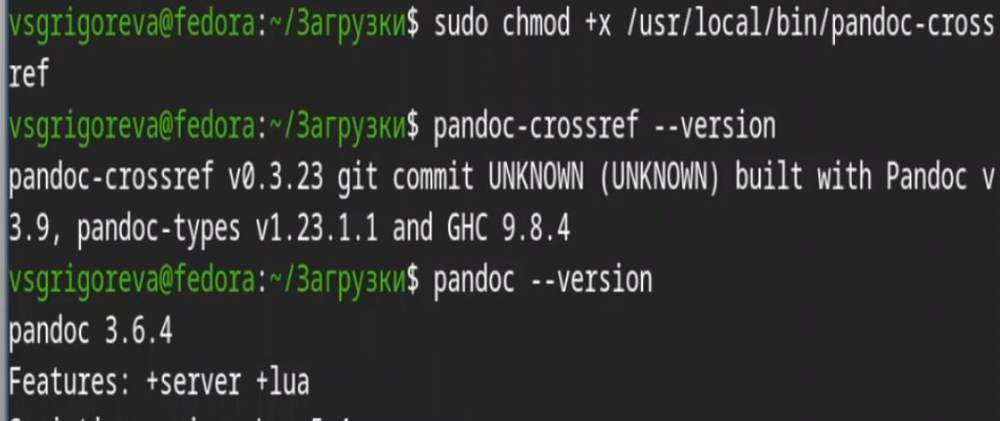 vsgrigoreva@fedora:~/Загрузки$ sudo chmod +x /usr/local/bin/pandoc-cross
ref
vsgrigoreva@fedora:~/Загрузки$ pandoc-crossref --version
pandoc-crossref v0.3.23 git commit UNKNOWN (UNKNOWN) built with Pandoc v
3.9, pandoc-types v1.23.1.1 and GHC 9.8.4
vsgrigoreva@fedora:~/Загрузки$ pandoc --version
pandoc 3.6.4
Features: +server +lua